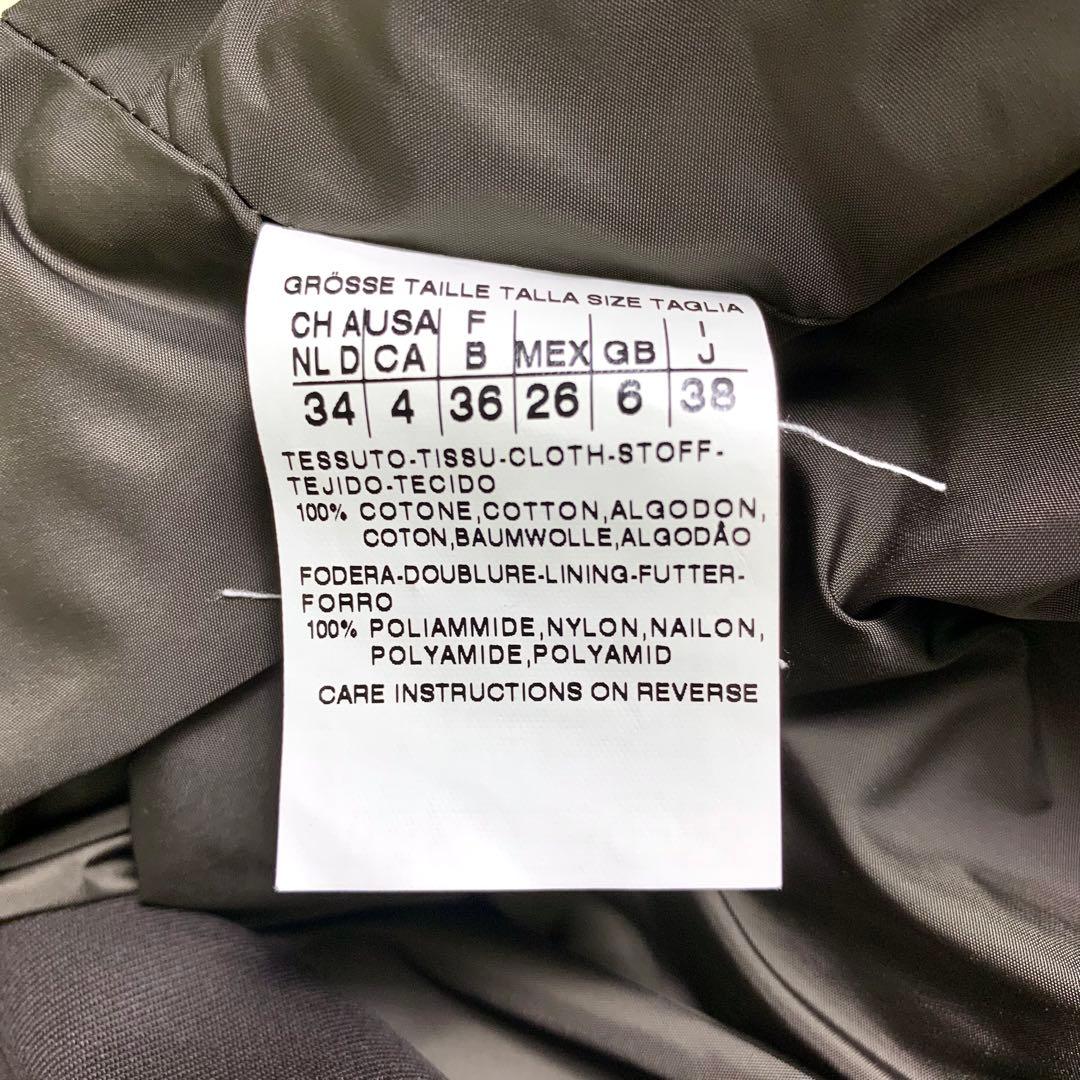 GRÖSSE TAILLE TALLA SIZE TAGLIA
CH A USA F I
NL D CA B MEX GB J
34 4 36 26 6 38
TESSUTO-TISSU-CLOTH-STOFF-
TEJIDO-TECIDO
100% COTONE,COTTON,ALGODON,
COTON,BAUMWOLLE,ALGODÂO
FODERA-DOUBLURE-LINING-FUTTER-
FORRO
100% POLIAMMIDE,NYLON,NAILON,
POLYAMIDE,POLYAMID
CARE INSTRUCTIONS ON REVERSE